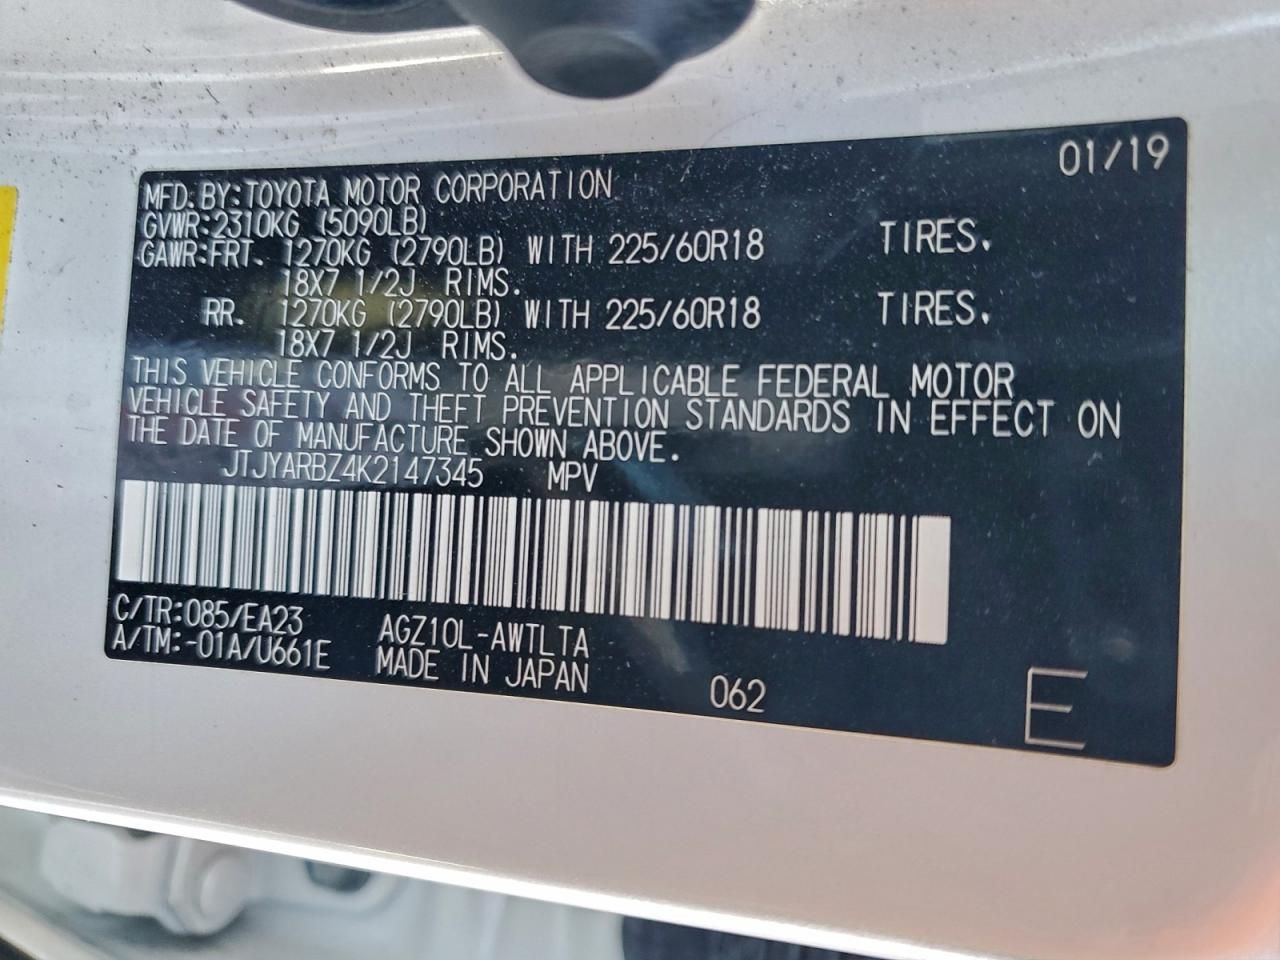 01/19
MFD.BY:TOYOTA MOTOR CORPORATION
GVWR:2310KG (5090LB)
GAWR:FRT. 1270KG (2790LB) WITH 225/60R18 TIRES.
18X7 1/2J RIMS.
RR. 1270KG (2790LB) WITH 225/60R18 TIRES.
18X7 1/2J RIMS.
THIS VEHICLE CONFORMS TO ALL APPLICABLE FEDERAL MOTOR
VEHICLE SAFETY AND THEFT PREVENTION STANDARDS IN EFFECT ON
THE DATE OF MANUFACTURE SHOWN ABOVE.
JTJYARBZ4K2147345 MPV
C/TR:085/EA23 AGZ10L-AWTLTA
A/TM:-01A/U661E MADE IN JAPAN
062
E